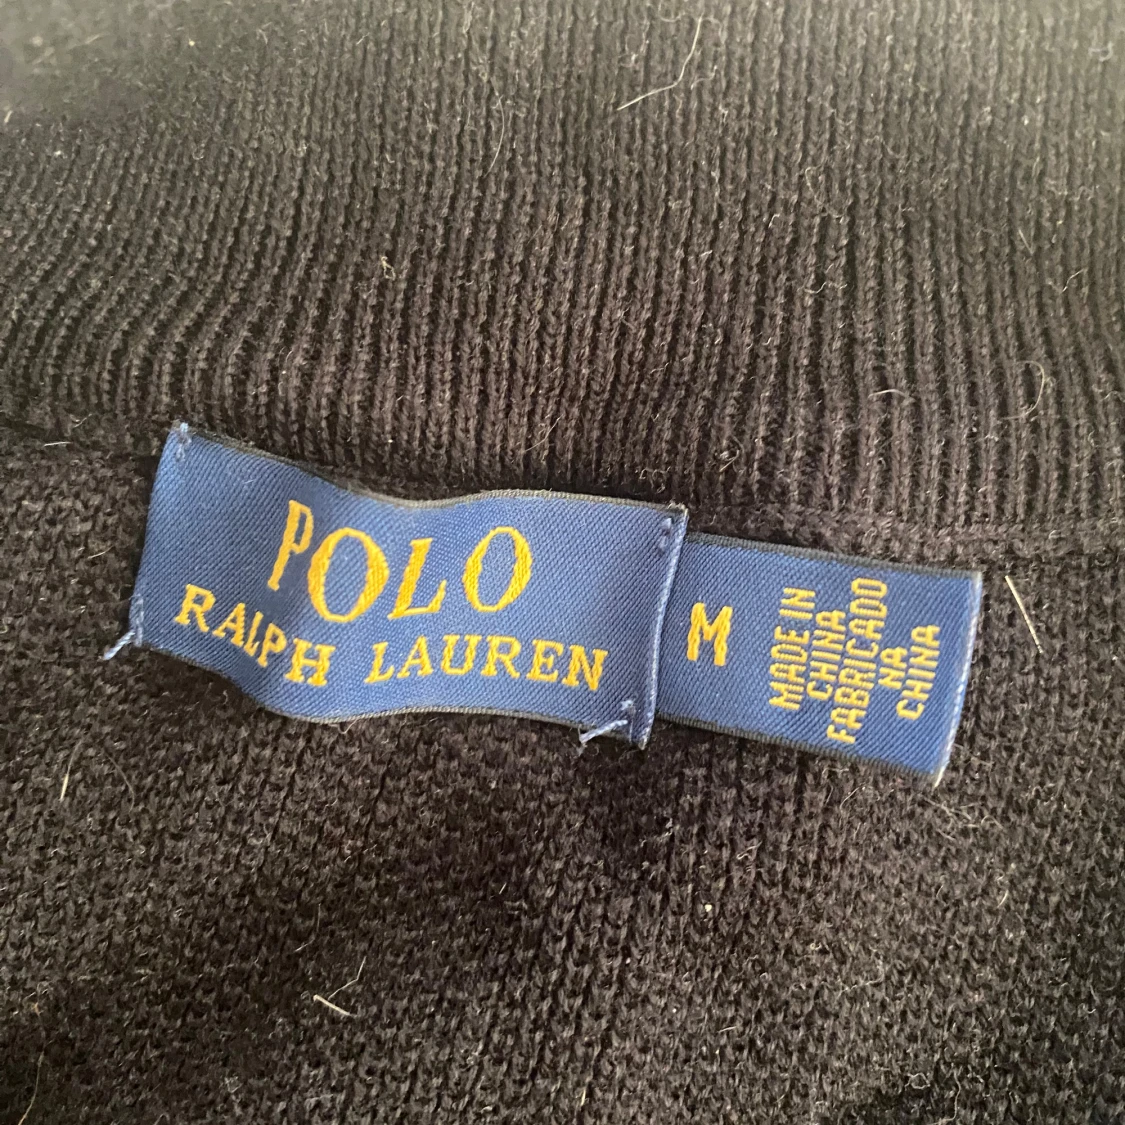 POLO
RALPH LAUREN
M
MADE IN
CHINA
FABRICADO
NA
CHINA